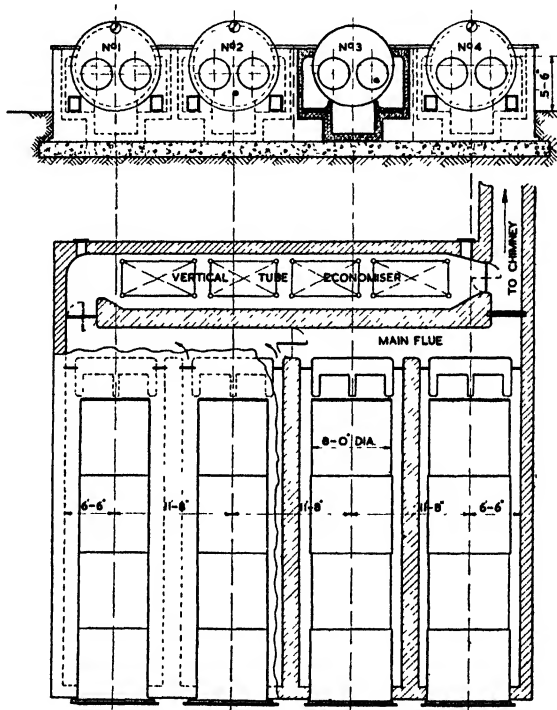 Nº1
Nº2
Nº3
Nº4
5'-6"
TO CHIMNEY
VERTICAL TUBE ECONOMISER
MAIN FLUE
8'-0" DIA.
6'-6" 11'-8" 11'-8" 11'-8" 6'-6"